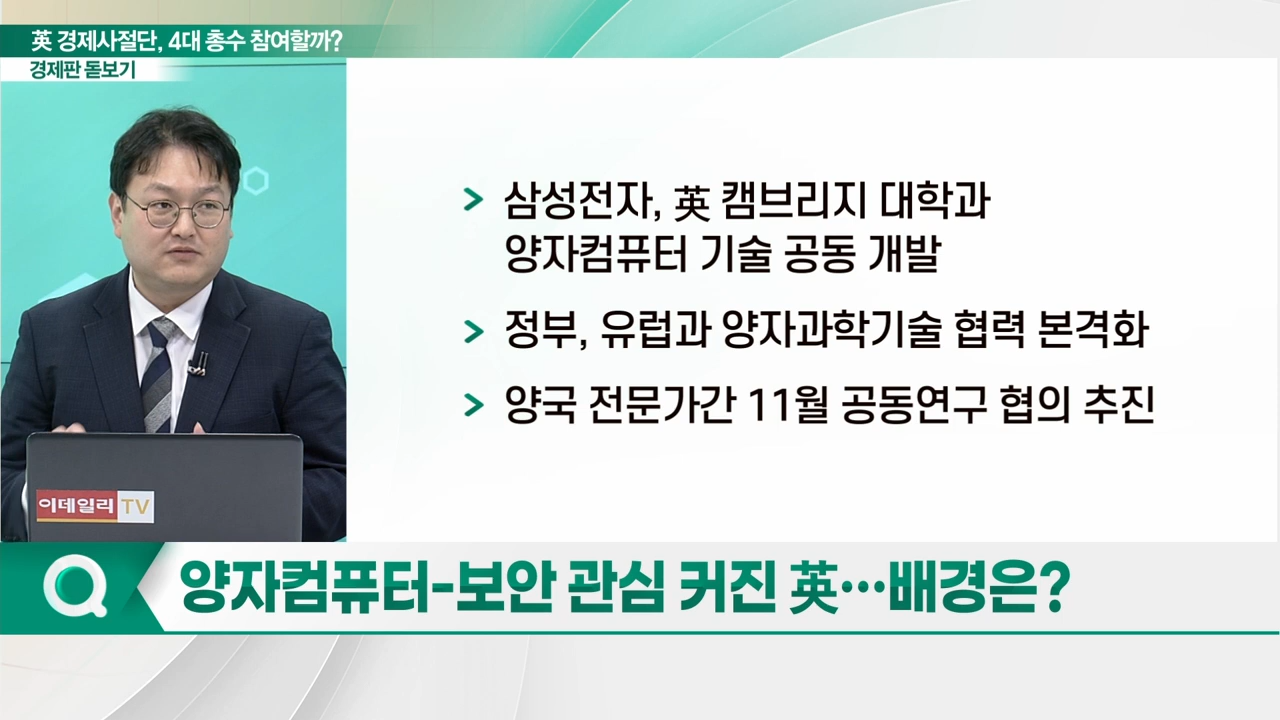 英 경제사절단, 4대 총수 참여할까?
경제판 돋보기
> 삼성전자, 英 캠브리지 대학과
양자컴퓨터 기술 공동 개발
> 정부, 유럽과 양자과학기술 협력 본격화
> 양국 전문가간 11월 공동연구 협의 추진
이데일리 TV
양자컴퓨터-보안 관심 커진 英…배경은?